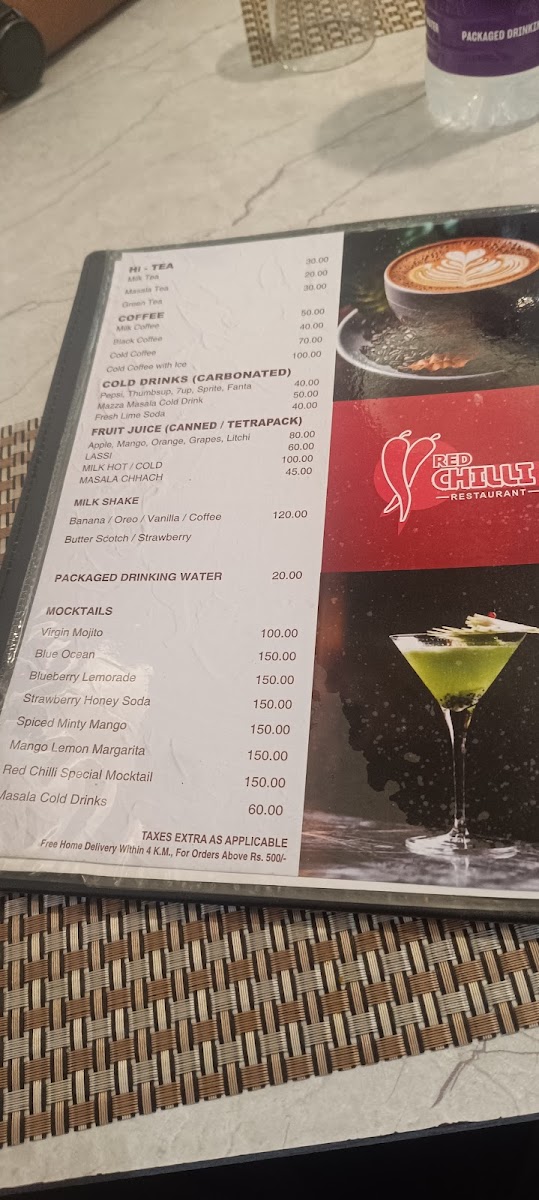 WATER PACKAGED DRINKIN
HI - TEA
Milk Tea 30.00
Masala Tea 20.00
Green Tea 30.00
COFFEE
Milk Coffee 50.00
Black Coffee 40.00
Cold Coffee 70.00
Cold Coffee with Ice 100.00
COLD DRINKS (CARBONATED)
Pepsi, Thumbsup, 7up, Sprite, Fanta 40.00
Mazza Masala Cold Drink 50.00
Fresh Lime Soda 40.00
FRUIT JUICE (CANNED / TETRAPACK)
Apple, Mango, Orange, Grapes, Litchi 80.00
LASSI 60.00
MILK HOT / COLD 100.00
MASALA CHHACH 45.00
MILK SHAKE
Banana / Oreo / Vanilla / Coffee 120.00
Butter Scotch / Strawberry
PACKAGED DRINKING WATER 20.00
MOCKTAILS
Virgin Mojito 100.00
Blue Ocean 150.00
Blueberry Lemorade 150.00
Strawberry Honey Soda 150.00
Spiced Minty Mango 150.00
Mango Lemon Margarita 150.00
Red Chilli Special Mocktail 150.00
Masala Cold Drinks 60.00
TAXES EXTRA AS APPLICABLE
Free Home Delivery Within 4 K.M., For Orders Above Rs. 500/-
RED
CHILLI
RESTAURANT